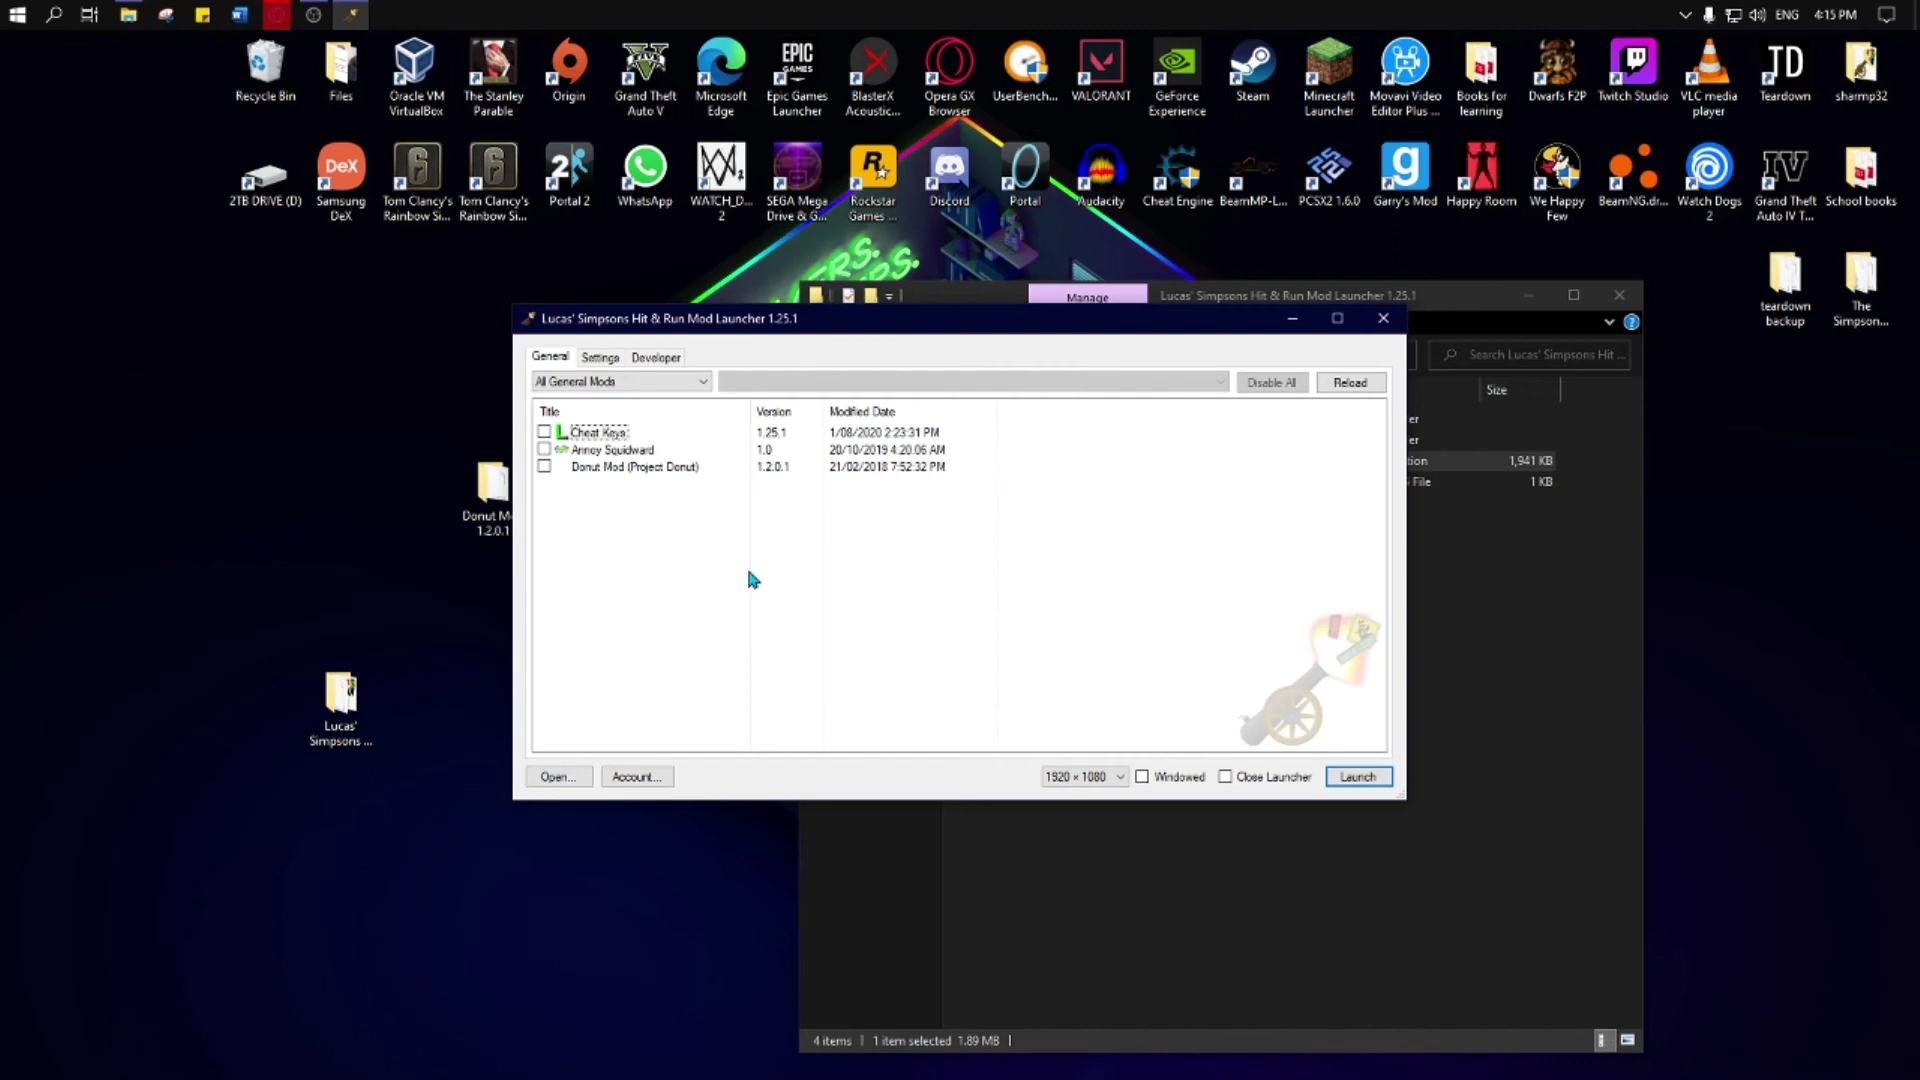 ENG
4:15 PM
Recycle Bin
Files
Oracle VM
VirtualBox
The Stanley
Parable
Origin
Grand Theft
Auto V
Microsoft
Edge
EPIC
GAMES
Epic Games
Launcher
BlasterX
Acoustic...
Opera GX
Browser
UserBench...
VALORANT
GeForce
Experience
Steam
Minecraft
Launcher
Movavi Video
Editor Plus ...
Books for
learning
Dwarfs F2P
Twitch Studio
VLC media
player
TD
Teardown
sharmp32
2TB DRIVE (D)
DeX
Samsung
DeX
Tom Clancy's
Rainbow Si...
Tom Clancy's
Rainbow Si...
Portal 2
WhatsApp
WATCH_D...
2
SEGA Mega
Drive & G...
Rockstar
Games ...
Discord
Portal
Audacity
Cheat Engine
BeamMP-L...
PCSX2 1.6.0
Garry's Mod
Happy Room
We Happy
Few
BeamNG.dr...
Watch Dogs
2
IV
Grand Theft
Auto IV T...
School books
teardown
backup
The
Simpson...
Manage
Lucas' Simpsons Hit & Run Mod Launcher 1.25.1
Lucas' Simpsons Hit & Run Mod Launcher 1.25.1
Search Lucas' Simpsons Hit ...
General
Settings
Developer
All General Mods
Disable All
Reload
Size
Title
Version
Modified Date
er
Cheat Keys
1.25.1
1/08/2020 2:23:31 PM
er
Annoy Squidward
1.0
20/10/2019 4:20:06 AM
tion
1,941 KB
Donut Mod (Project Donut)
1.2.0.1
21/02/2018 7:52:32 PM
File
1 KB
Donut M
1.2.0.1
Lucas'
Simpsons ...
Open...
Account...
1920 × 1080
Windowed
Close Launcher
Launch
4 items
1 item selected 1.89 MB